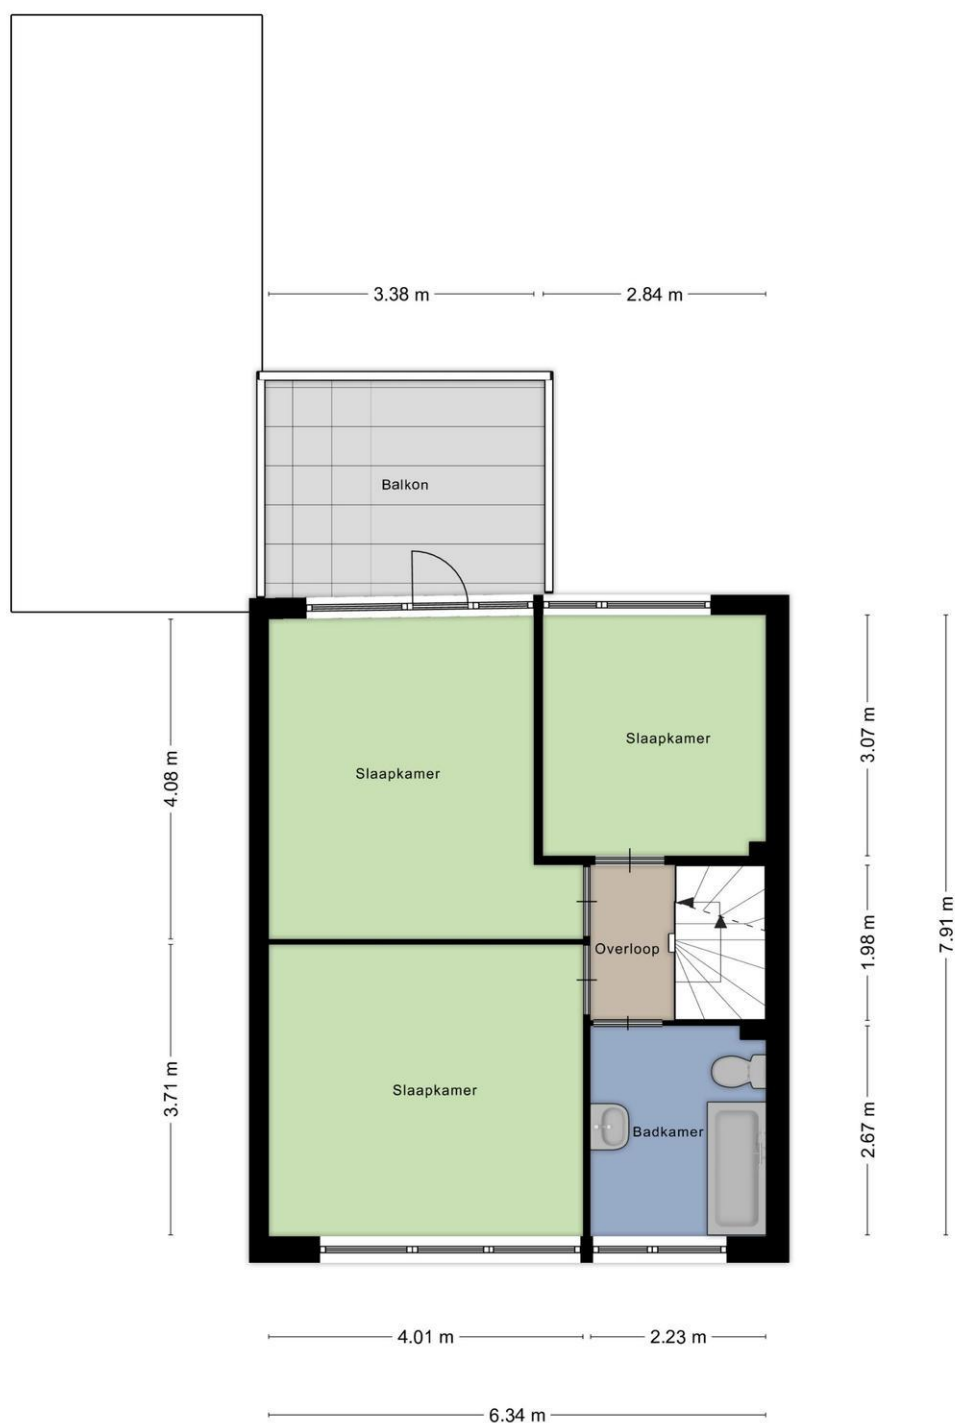 3.38 m
2.84 m
Balkon
Slaapkamer
Slaapkamer
3.07 m
4.08 m
7.91 m
Overloop
1.98 m
Slaapkamer
3.71 m
Badkamer
2.67 m
4.01 m
2.23 m
6.34 m